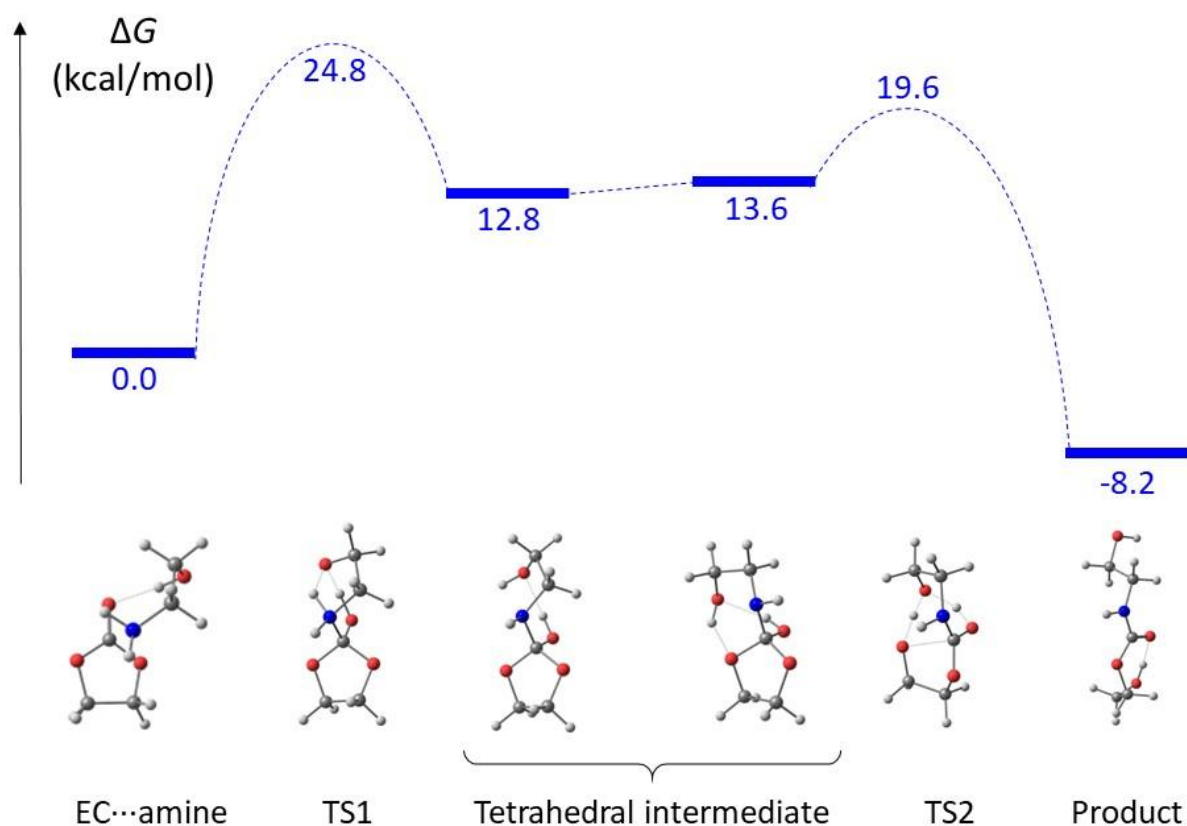 ΔG
(kcal/mol)
24.8
19.6
12.8
13.6
0.0
-8.2
EC···amine
TS1
Tetrahedral intermediate
TS2
Product